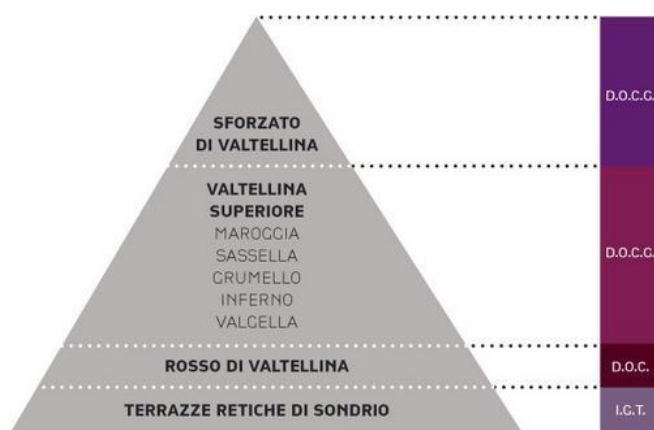 SFORZATO
DI VALTELLINA
D.O.C.G.
VALTELLINA
SUPERIORE
MAROGGIA
SASSELLA
GRUMELLO
INFERNO
VALGELLA
D.O.C.G.
ROSSO DI VALTELLINA
D.O.C.
TERRAZZE RETICHE DI SONDRIO
I.G.T.